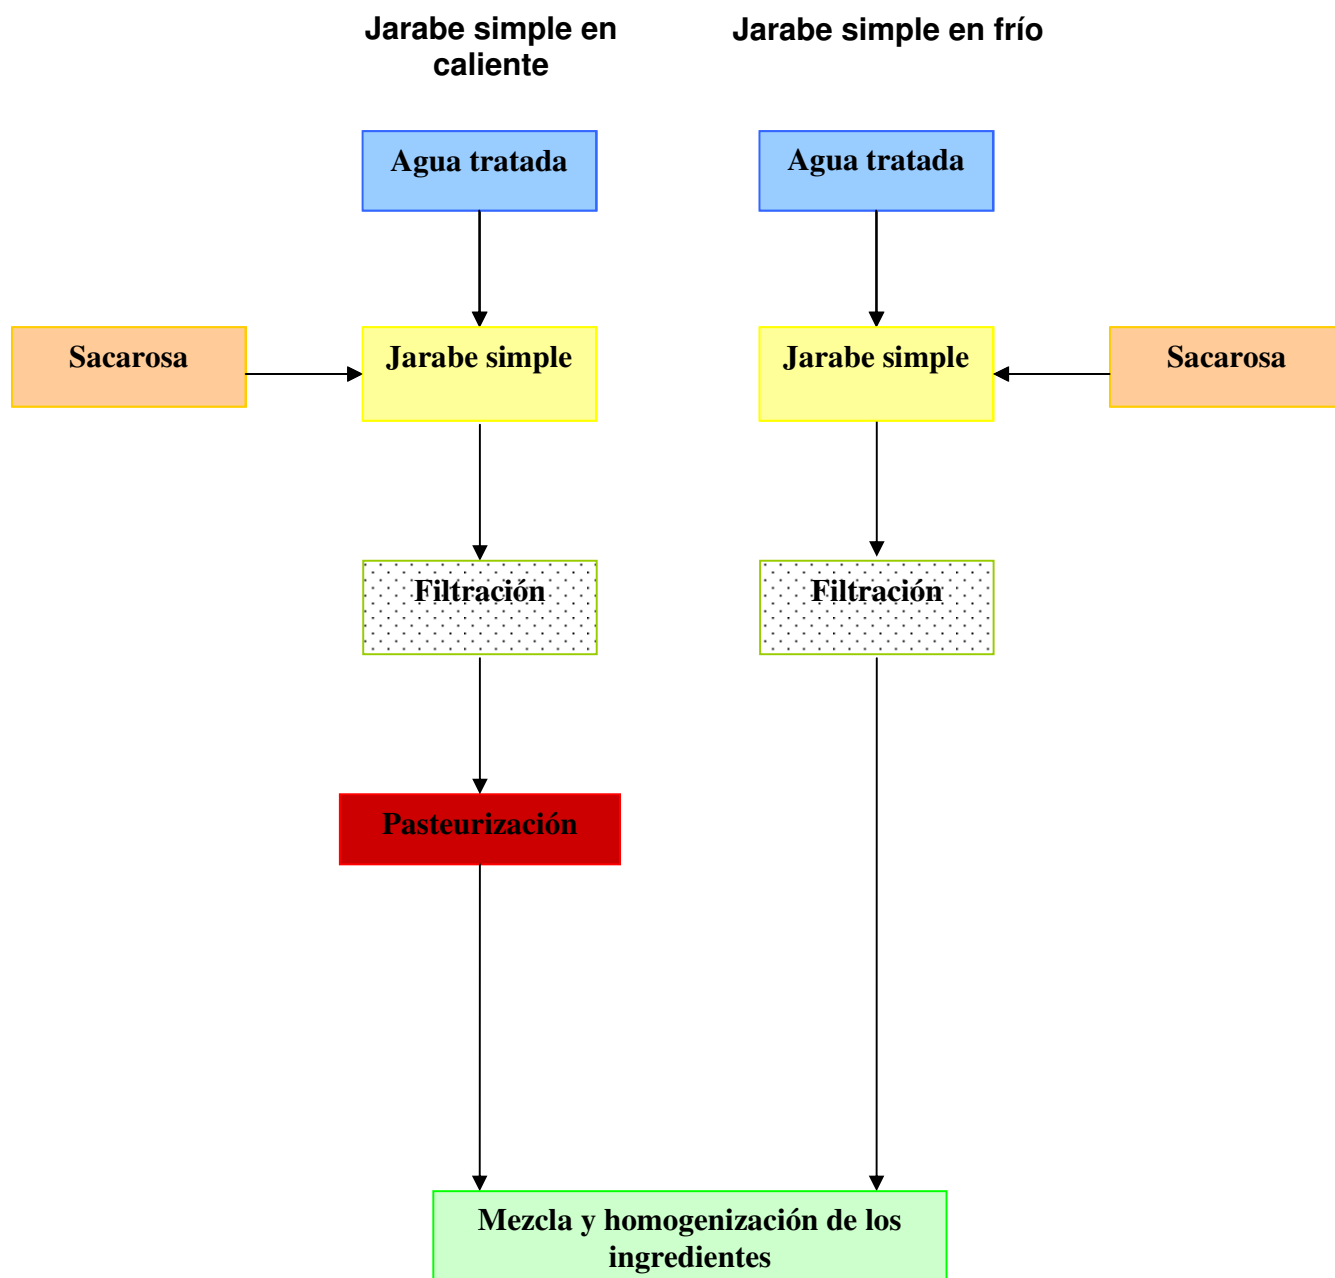 Jarabe simple en
caliente
Jarabe simple en frío
Agua tratada
Agua tratada
Sacarosa
Jarabe simple
Jarabe simple
Sacarosa
Filtración
Filtración
Pasteurización
Mezcla y homogenización de los
ingredientes